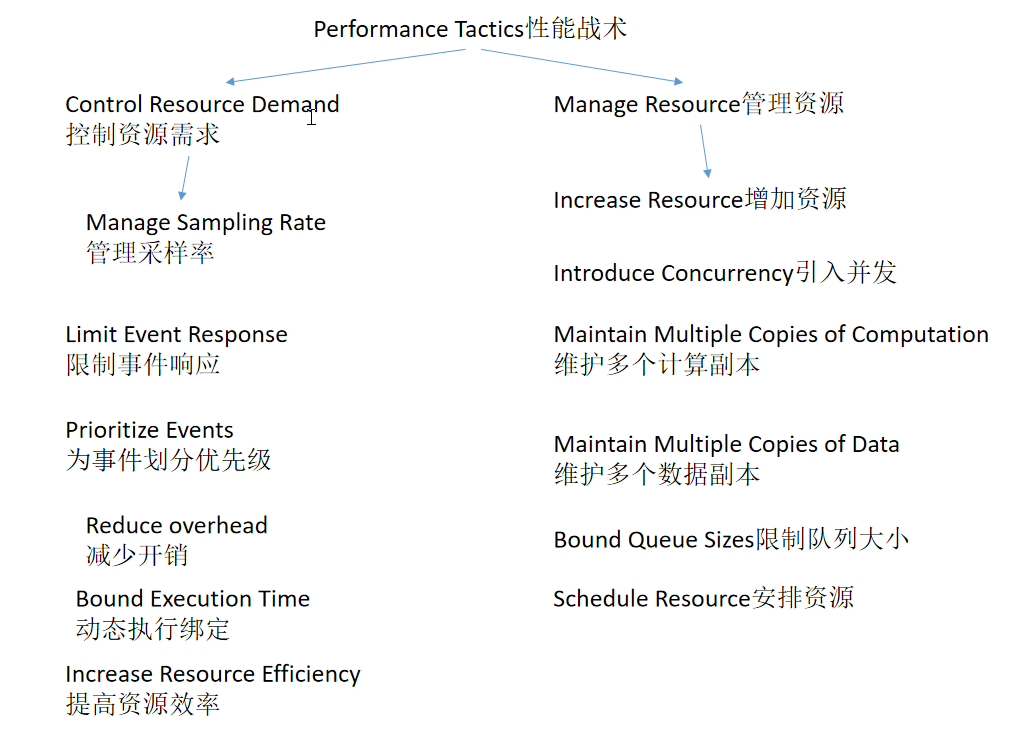 Performance Tactics性能战术
Control Resource Demand
控制资源需求
Manage Sampling Rate
管理采样率
Limit Event Response
限制事件响应
Prioritize Events
为事件划分优先级
Reduce overhead
减少开销
Bound Execution Time
动态执行绑定
Increase Resource Efficiency
提高资源效率
Manage Resource管理资源
Increase Resource增加资源
Introduce Concurrency引入并发
Maintain Multiple Copies of Computation
维护多个计算副本
Maintain Multiple Copies of Data
维护多个数据副本
Bound Queue Sizes限制队列大小
Schedule Resource安排资源